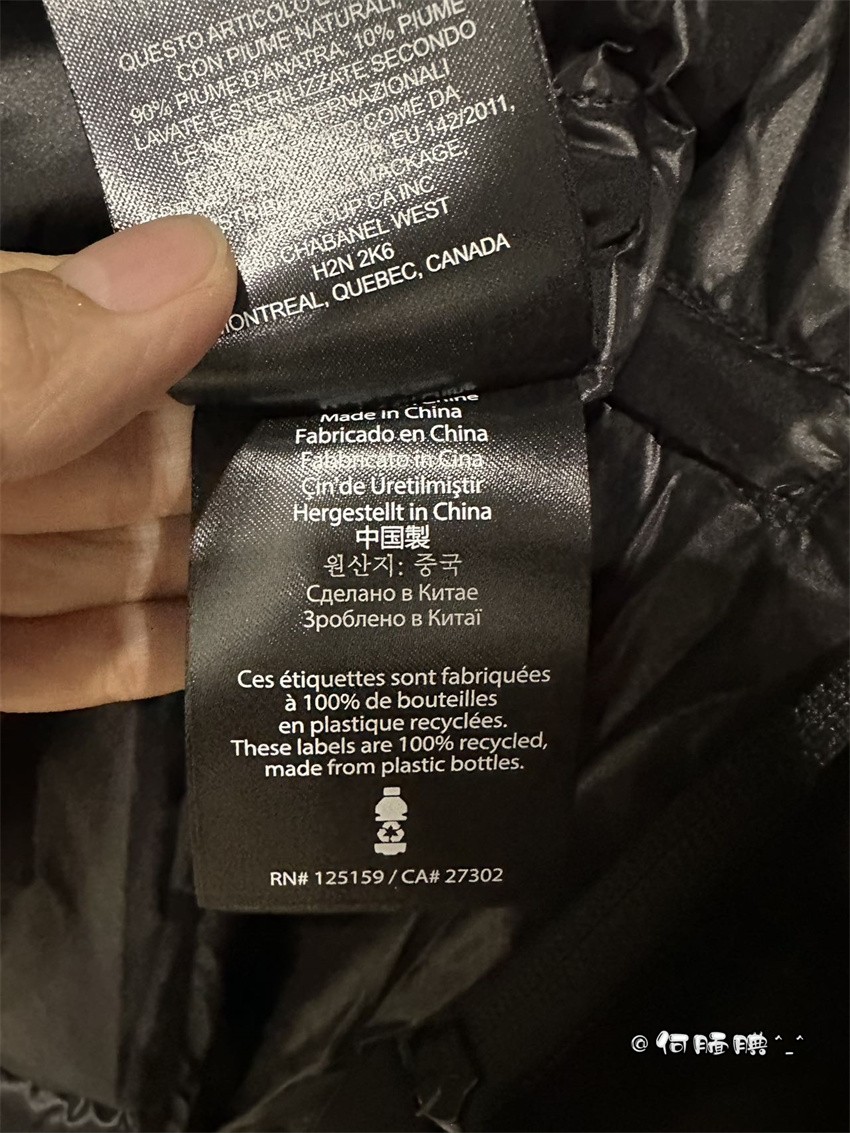 QUESTO ARTICOLO È
CON PIUME NATURALI,
90% PIUME D'ANATRA, 10% PIUME
LAVATE E STERILIZZATE SECONDO
LE NORME INTERNAZIONALI
COME DA
EU 142/2011,
MACKAGE,
GROUP CA INC
CHABANEL WEST
H2N 2K6
MONTREAL, QUEBEC, CANADA
Made in China
Fabricado en China
Fabbricato in Cina
Çin de Üretilmiştir
Hergestellt in China
中国製
원산지: 중국
Сделано в Китае
Зроблено в Китаї
Ces étiquettes sont fabriquées
à 100% de bouteilles
en plastique recyclées.
These labels are 100% recycled,
made from plastic bottles.
RN# 125159 / CA# 27302
@ 何 ^_^